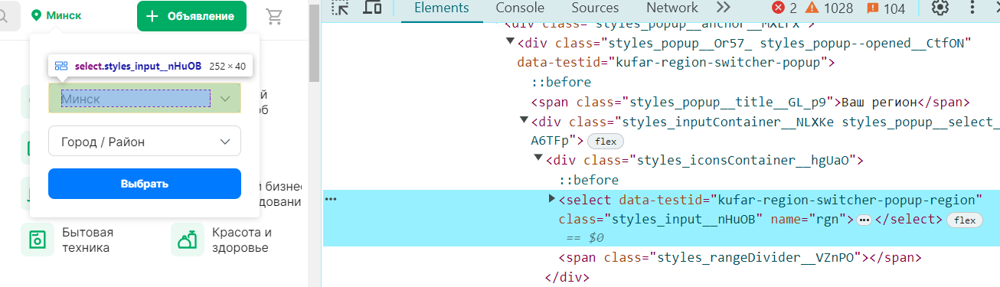 Минск
Объявление
select.styles_input__nHuOB 252 × 40
Минск
Город / Район
Выбрать
й
об
й бизнес
довани
Бытовая
техника
Красота и
здоровье
Elements Console Sources Network 2 1028 104
<div class="styles_popup__anchor__MXLFX">
<div class="styles_popup__Or57_ styles_popup--opened__CtfON"
data-testid="kufar-region-switcher-popup">
::before
<span class="styles_popup__title__GL_p9">Ваш регион</span>
<div class="styles_inputContainer__NLXKe styles_popup__select_
A6TFp"> flex
<div class="styles_iconsContainer__hgUaO">
::before
<select data-testid="kufar-region-switcher-popup-region"
class="styles_input__nHuOB" name="rgn">…</select> flex
== $0
<span class="styles_rangeDivider__VZnPO"></span>
</div>